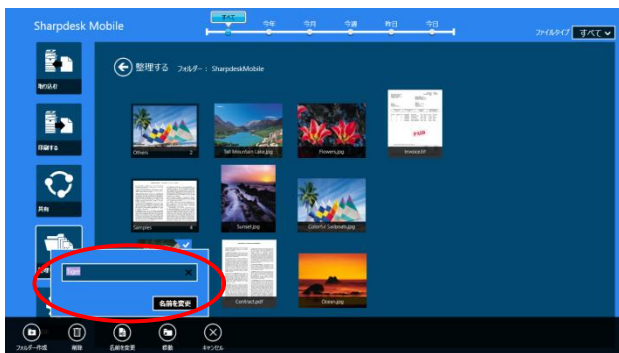 Sharpdesk Mobile
すべて
今年
今月
今週
昨日
今日
ファイルタイプ すべて
整理する フォルダー : SharpdeskMobile
取り込む
印刷する
共有
Others 2
Tall Mountain Lake.jpg
Flowers.jpg
Invoice.tif
PAID
Samples 4
Sunset.jpg
Colorful Sailboats.jpg
Contract.pdf
Ocean.jpg
名前を変更
フォルダー作成
削除
名前を変更
移動
キャンセル